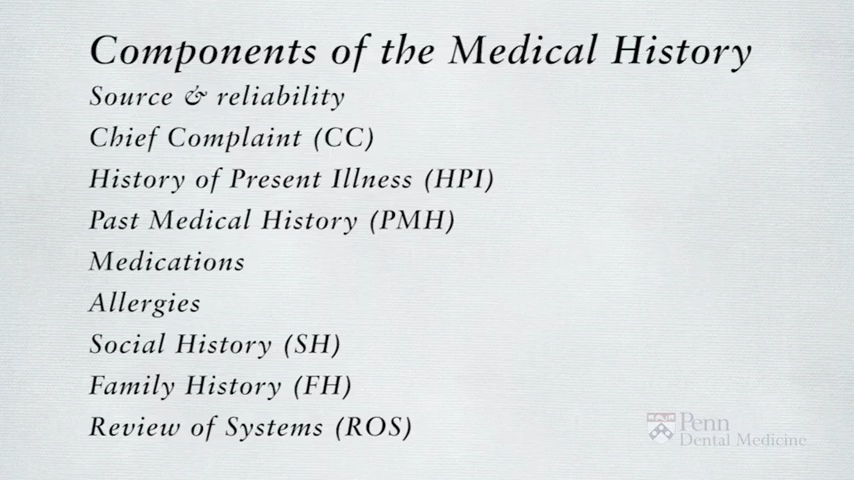 Components of the Medical History
Source & reliability
Chief Complaint (CC)
History of Present Illness (HPI)
Past Medical History (PMH)
Medications
Allergies
Social History (SH)
Family History (FH)
Review of Systems (ROS)
Penn
Dental Medicine